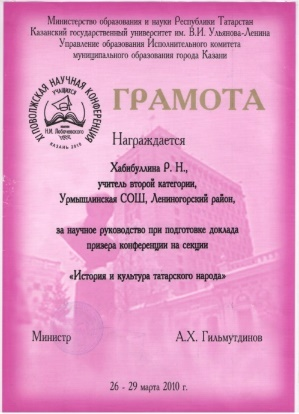 Министерство образования и науки Республики Татарстан
Казанский государственный университет им. В.И. Ульянова-Ленина
Управление образования Исполнительного комитета
муниципального образования города Казани
ПОВОЛЖСКАЯ НАУЧНАЯ КОНФЕРЕНЦИЯ
УЧАЩИХСЯ
имени
Н.И. Лобачевского
КАЗАНЬ 2010
ГРАМОТА
Награждается
Хабибуллина Р. Н.,
учитель второй категории,
Урмышлинская СОШ, Лениногорский район,
за научное руководство при подготовке доклада
призера конференции на секции
«История и культура татарского народа»
Министр А.Х. Гильмутдинов
26 - 29 марта 2010 г.